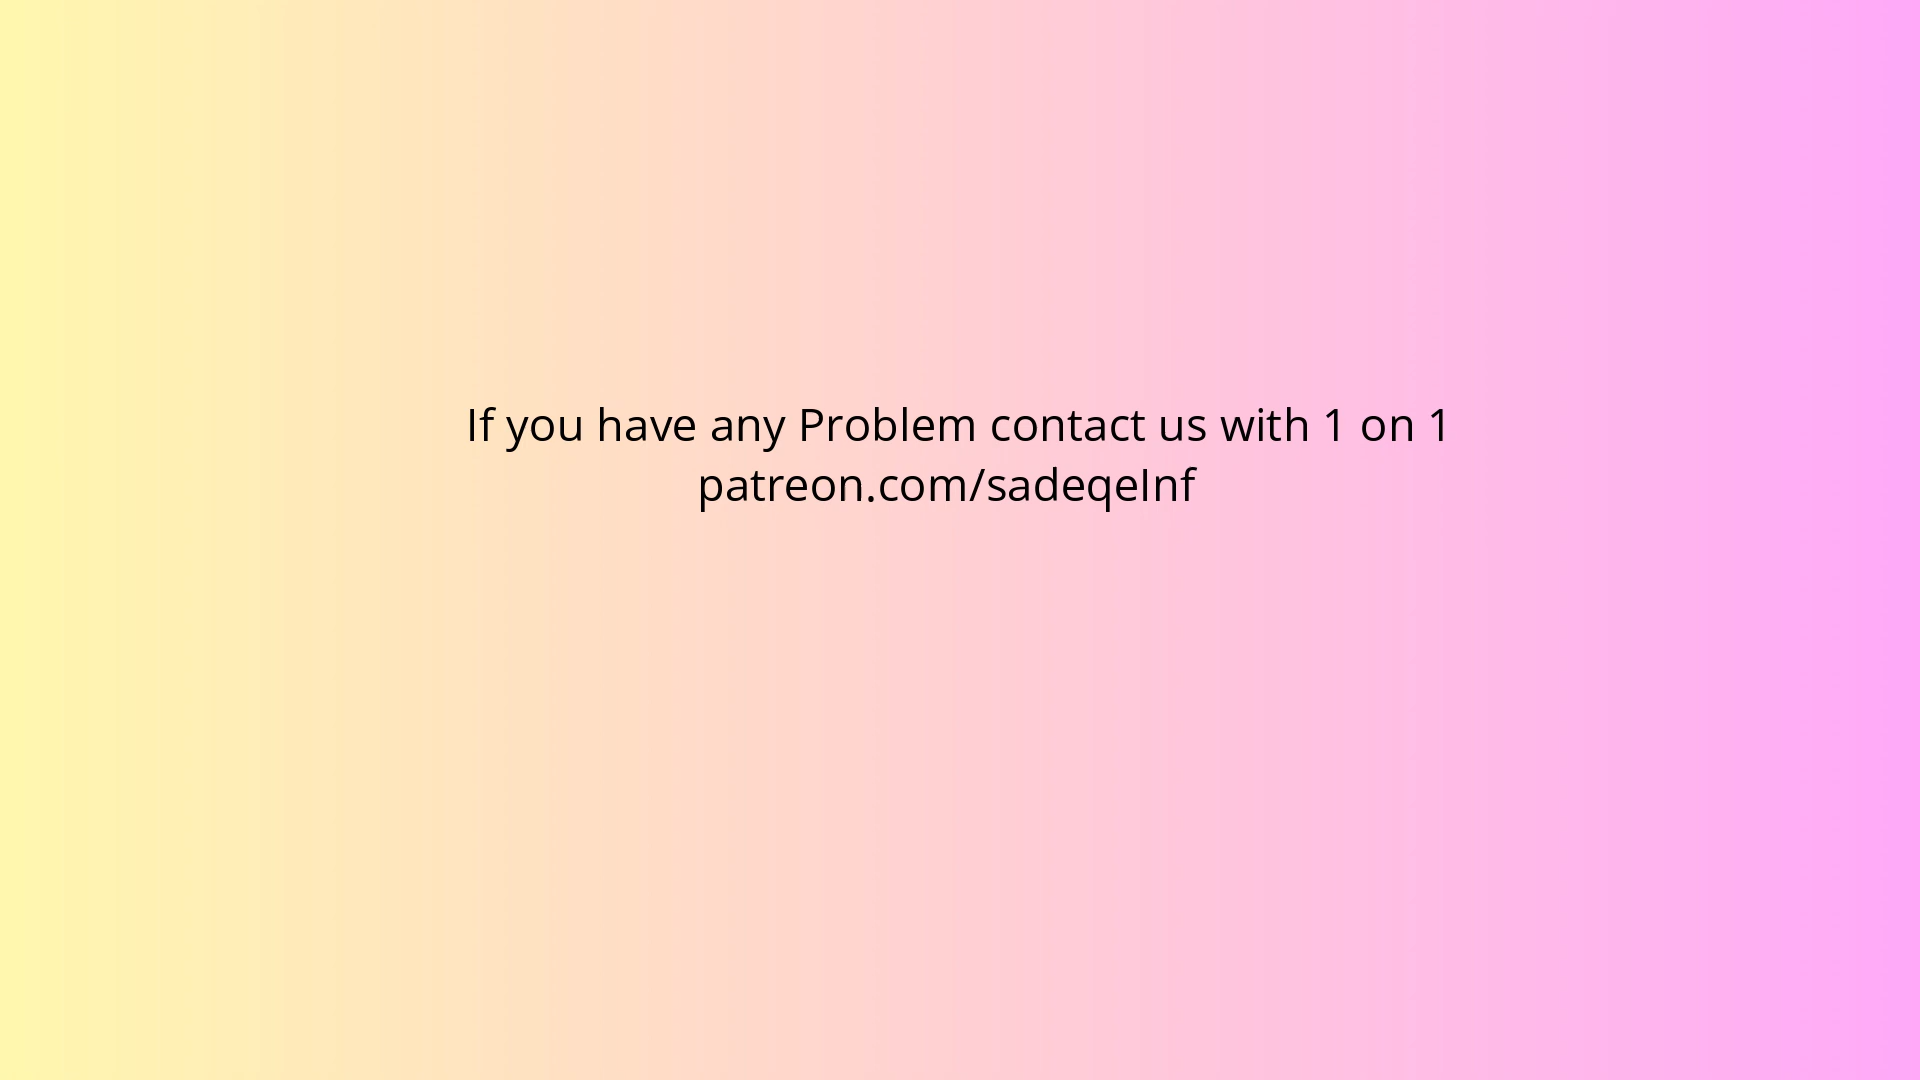 If you have any Problem contact us with 1 on 1
patreon.com/sadeqeInf